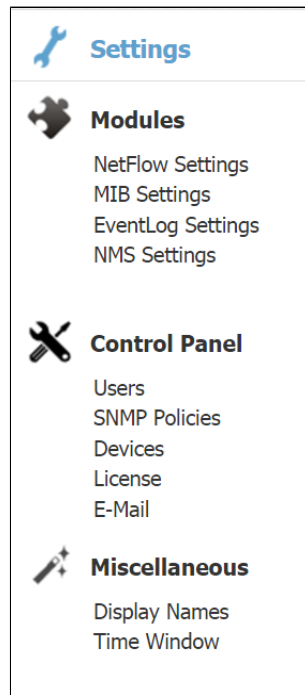 Settings
Modules
NetFlow Settings
MIB Settings
EventLog Settings
NMS Settings
Control Panel
Users
SNMP Policies
Devices
License
E-Mail
Miscellaneous
Display Names
Time Window